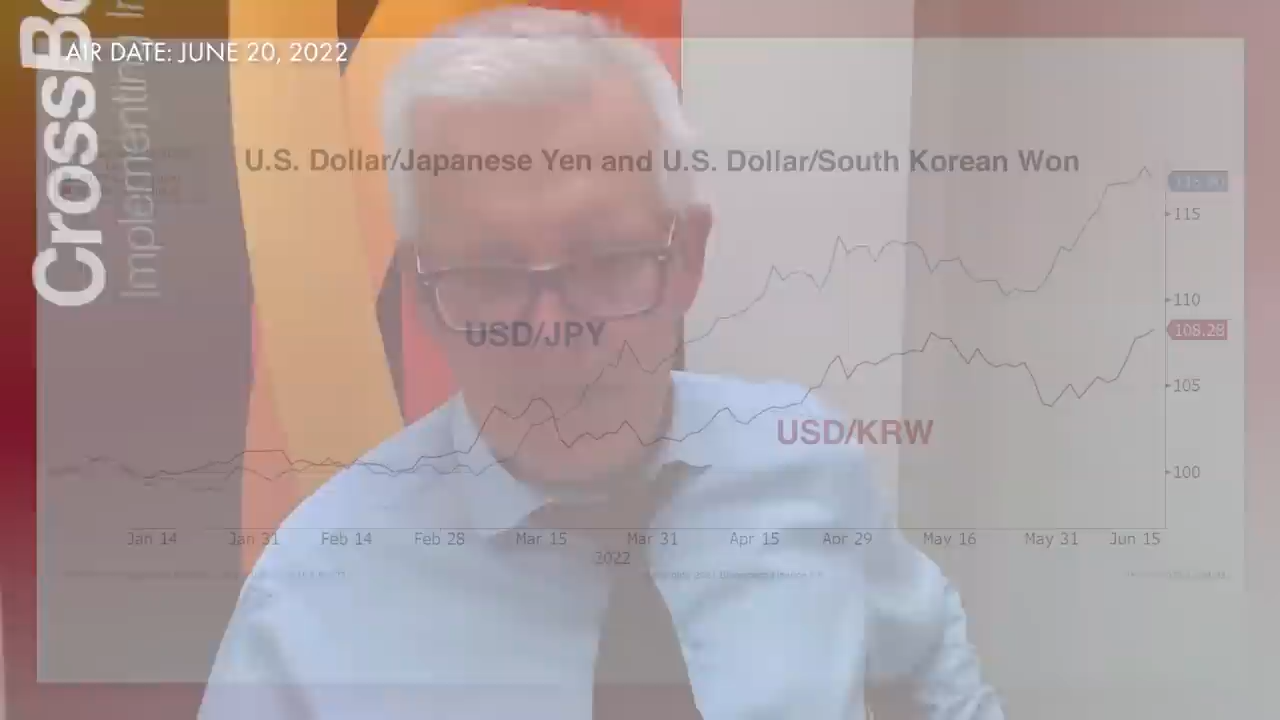 AIR DATE: JUNE 20, 2022
CrossBo
Implementing In
U.S. Dollar/Japanese Yen and U.S. Dollar/South Korean Won
115
110
108.28
USD/JPY
105
USD/KRW
100
Jan 14 Jan 31 Feb 14 Feb 28 Mar 15 Mar 31 Apr 15 Apr 29 May 16 May 31 Jun 15
2022